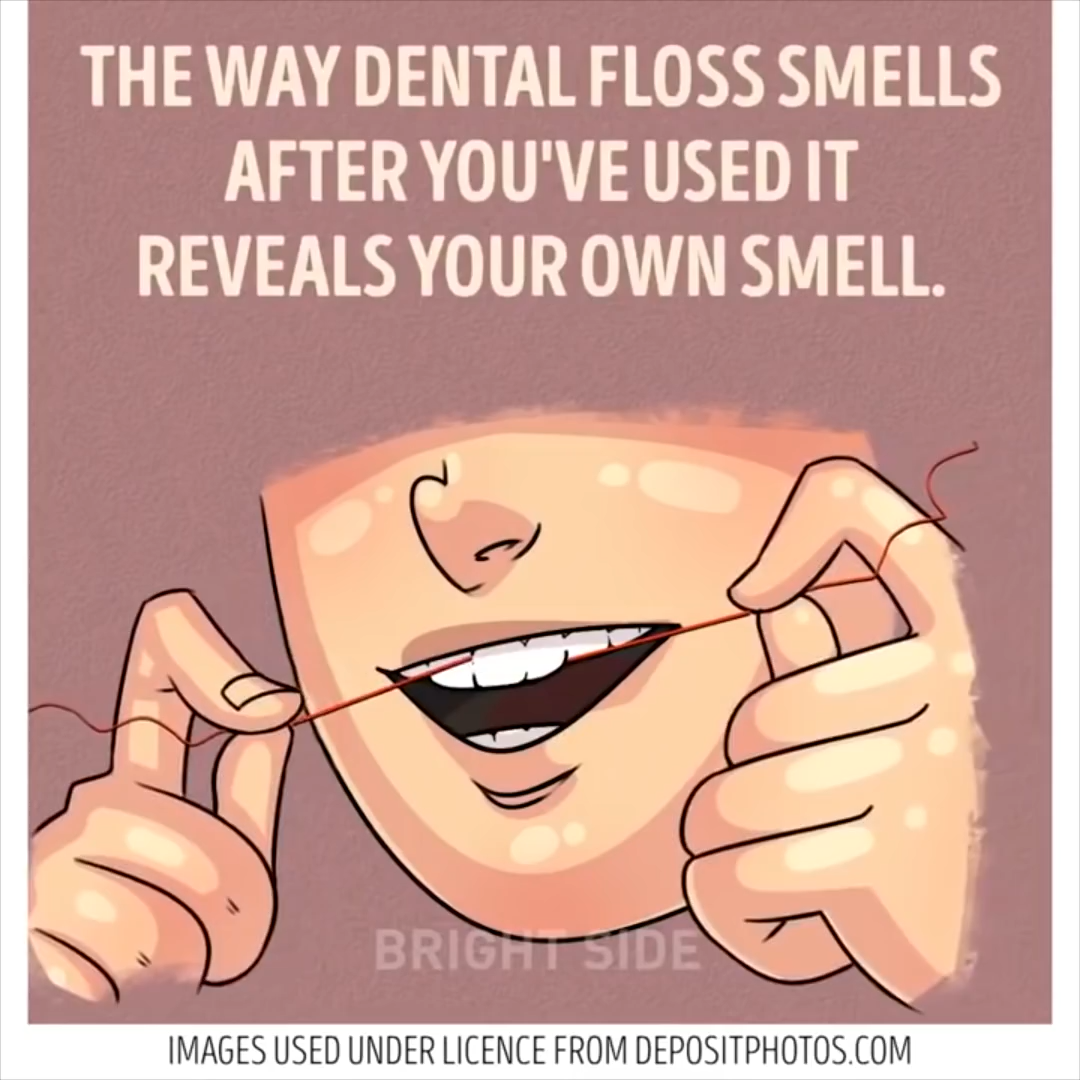 THE WAY DENTAL FLOSS SMELLS
AFTER YOU'VE USED IT
REVEALS YOUR OWN SMELL.
BRIGHT SIDE
IMAGES USED UNDER LICENCE FROM DEPOSITPHOTOS.COM